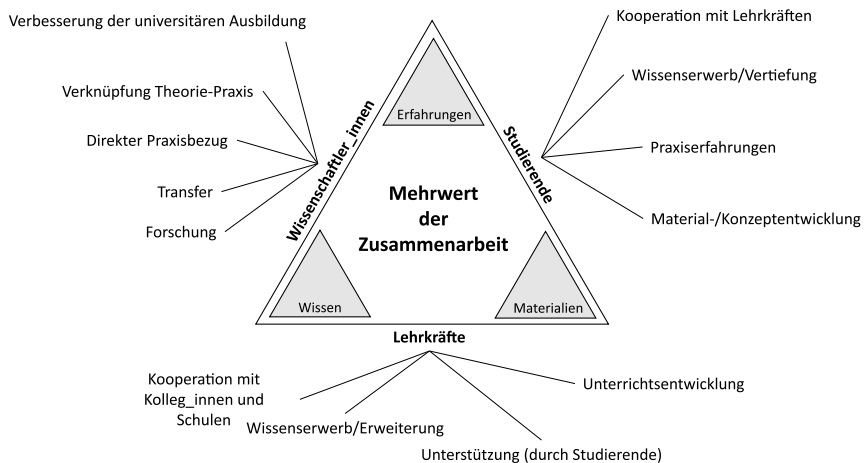 Verbesserung der universitären Ausbildung
Verknüpfung Theorie-Praxis
Direkter Praxisbezug
Transfer
Forschung
Wissenschaftler_innen
Erfahrungen
Studierende
Kooperation mit Lehrkräften
Wissenserwerb/Vertiefung
Praxiserfahrungen
Material-/Konzeptentwicklung
Mehrwert
der
Zusammenarbeit
Wissen
Materialien
Lehrkräfte
Kooperation mit
Kolleg_innen und
Schulen
Wissenserwerb/Erweiterung
Unterstützung (durch Studierende)
Unterrichtsentwicklung